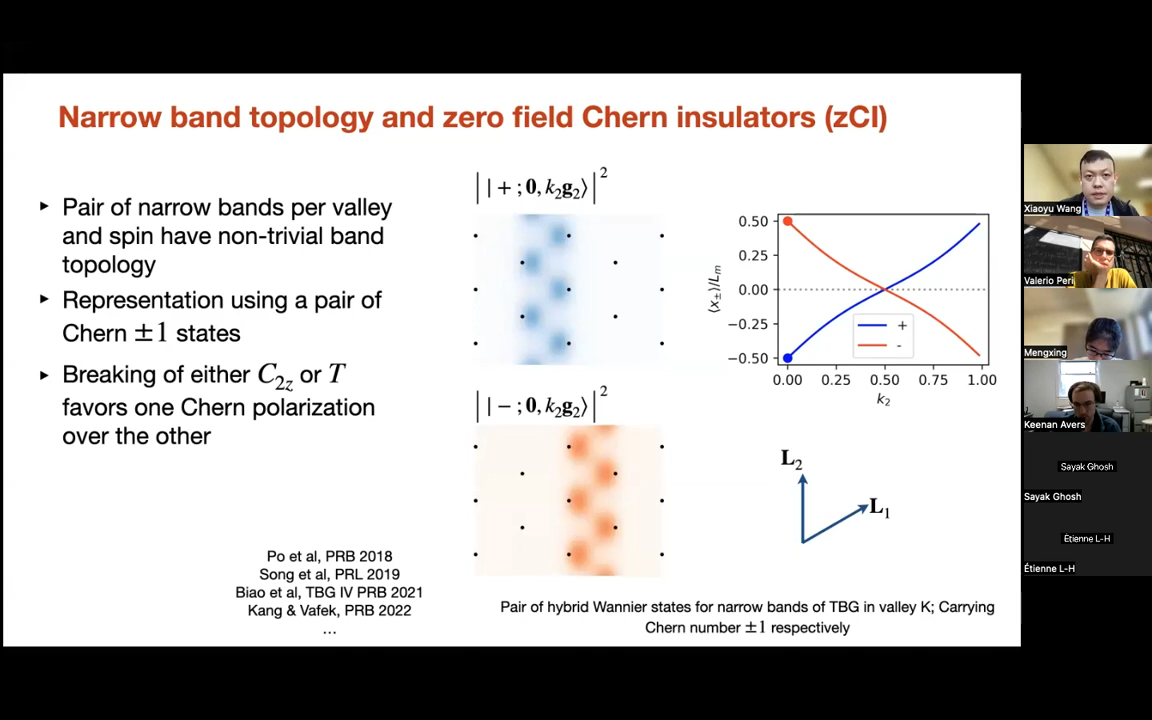 Narrow band topology and zero field Chern insulators (zCI)
▸ Pair of narrow bands per valley
and spin have non-trivial band
topology
▸ Representation using a pair of
Chern ±1 states
▸ Breaking of either C₂z or T
favors one Chern polarization
over the other
Po et al, PRB 2018
Song et al, PRL 2019
Biao et al, TBG IV PRB 2021
Kang & Vafek, PRB 2022
...
||+; 0, k₂g₂⟩|²
||−; 0, k₂g₂⟩|²
⟨x±⟩/Lₘ
0.50
0.25
0.00
−0.25
−0.50
+
-
0.00 0.25 0.50 0.75 1.00
k₂
L₂
L₁
Pair of hybrid Wannier states for narrow bands of TBG in valley K; Carrying
Chern number ±1 respectively
Xiaoyu Wang
Valerio Peri
Mengxing
Keenan Avers
Sayak Ghosh
Sayak Ghosh
Étienne L-H
Étienne L-H